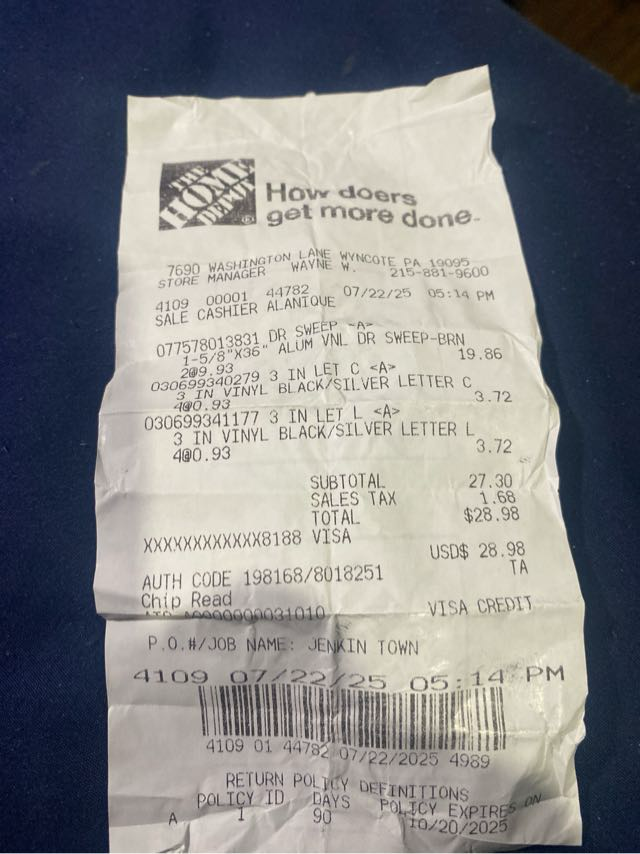 THE
HOME
DEPOT
®
How doers
get more done.
7690 WASHINGTON LANE WYNCOTE PA 19095
STORE MANAGER WAYNE W. 215-881-9600
4109 00001 44782 07/22/25 05:14 PM
SALE CASHIER ALANIQUE
077578013831 DR SWEEP <A>
1-5/8"X36" ALUM VNL DR SWEEP-BRN
2@9.93 19.86
030699340279 3 IN LET C <A>
3 IN VINYL BLACK/SILVER LETTER C
4@0.93 3.72
030699341177 3 IN LET L <A>
3 IN VINYL BLACK/SILVER LETTER L
4@0.93 3.72
SUBTOTAL 27.30
SALES TAX 1.68
TOTAL $28.98
XXXXXXXXXXXX8188 VISA
USD$ 28.98
AUTH CODE 198168/8018251 TA
Chip Read
AID A0000000031010 VISA CREDIT
P.O.#/JOB NAME: JENKIN TOWN
4109 07/22/25 05:14 PM
4109 01 44782 07/22/2025 4989
RETURN POLICY DEFINITIONS
POLICY ID DAYS POLICY EXPIRES ON
A 1 90 10/20/2025